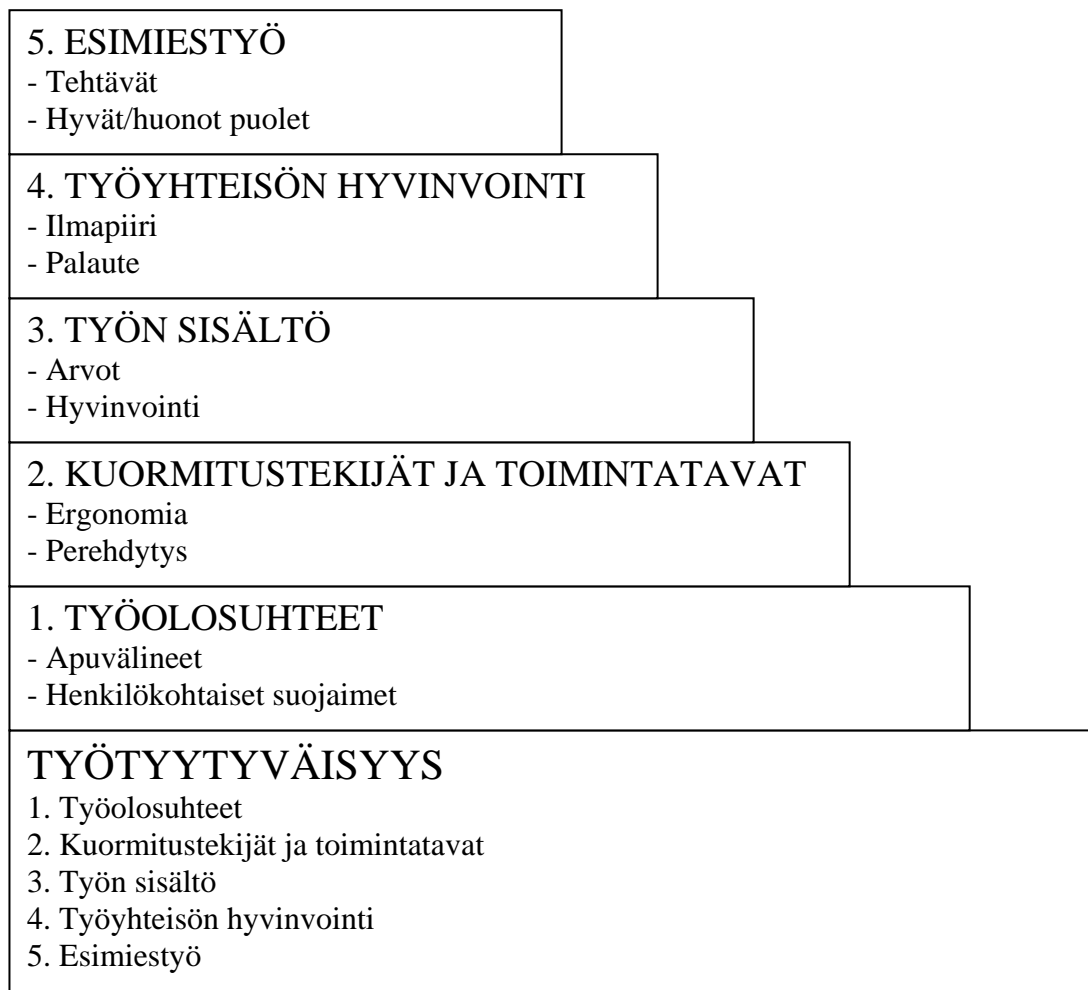 5. ESIMIESTYÖ
- Tehtävät
- Hyvät/huonot puolet
4. TYÖYHTEISÖN HYVINVOINTI
- Ilmapiiri
- Palaute
3. TYÖN SISÄLTÖ
- Arvot
- Hyvinvointi
2. KUORMITUSTEKIJÄT JA TOIMINTATAVAT
- Ergonomia
- Perehdytys
1. TYÖOLOSUHTEET
- Apuvälineet
- Henkilökohtaiset suojaimet
TYÖTYYTYVÄISYYS
1. Työolosuhteet
2. Kuormitustekijät ja toimintatavat
3. Työn sisältö
4. Työyhteisön hyvinvointi
5. Esimiestyö